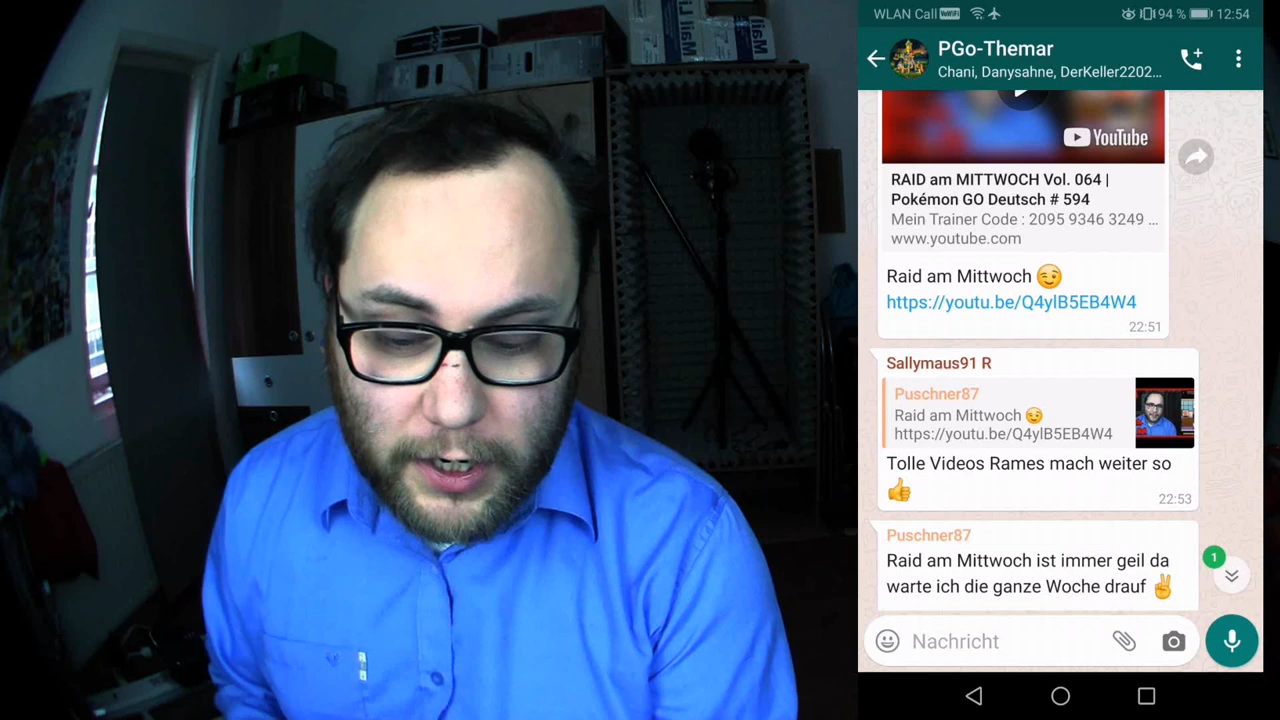 WLAN Call VoWiFi 94 % 12:54
PGo-Themar
Chani, Danysahne, DerKeller2202...
YouTube
RAID am MITTWOCH Vol. 064 |
Pokémon GO Deutsch # 594
Mein Trainer Code : 2095 9346 3249 ...
www.youtube.com
Raid am Mittwoch 😉
https://youtu.be/Q4ylB5EB4W4
22:51
Sallymaus91 R
Puschner87
Raid am Mittwoch 😉
https://youtu.be/Q4ylB5EB4W4
Tolle Videos Rames mach weiter so
👍
22:53
Puschner87
Raid am Mittwoch ist immer geil da
warte ich die ganze Woche drauf ✌
1
Nachricht